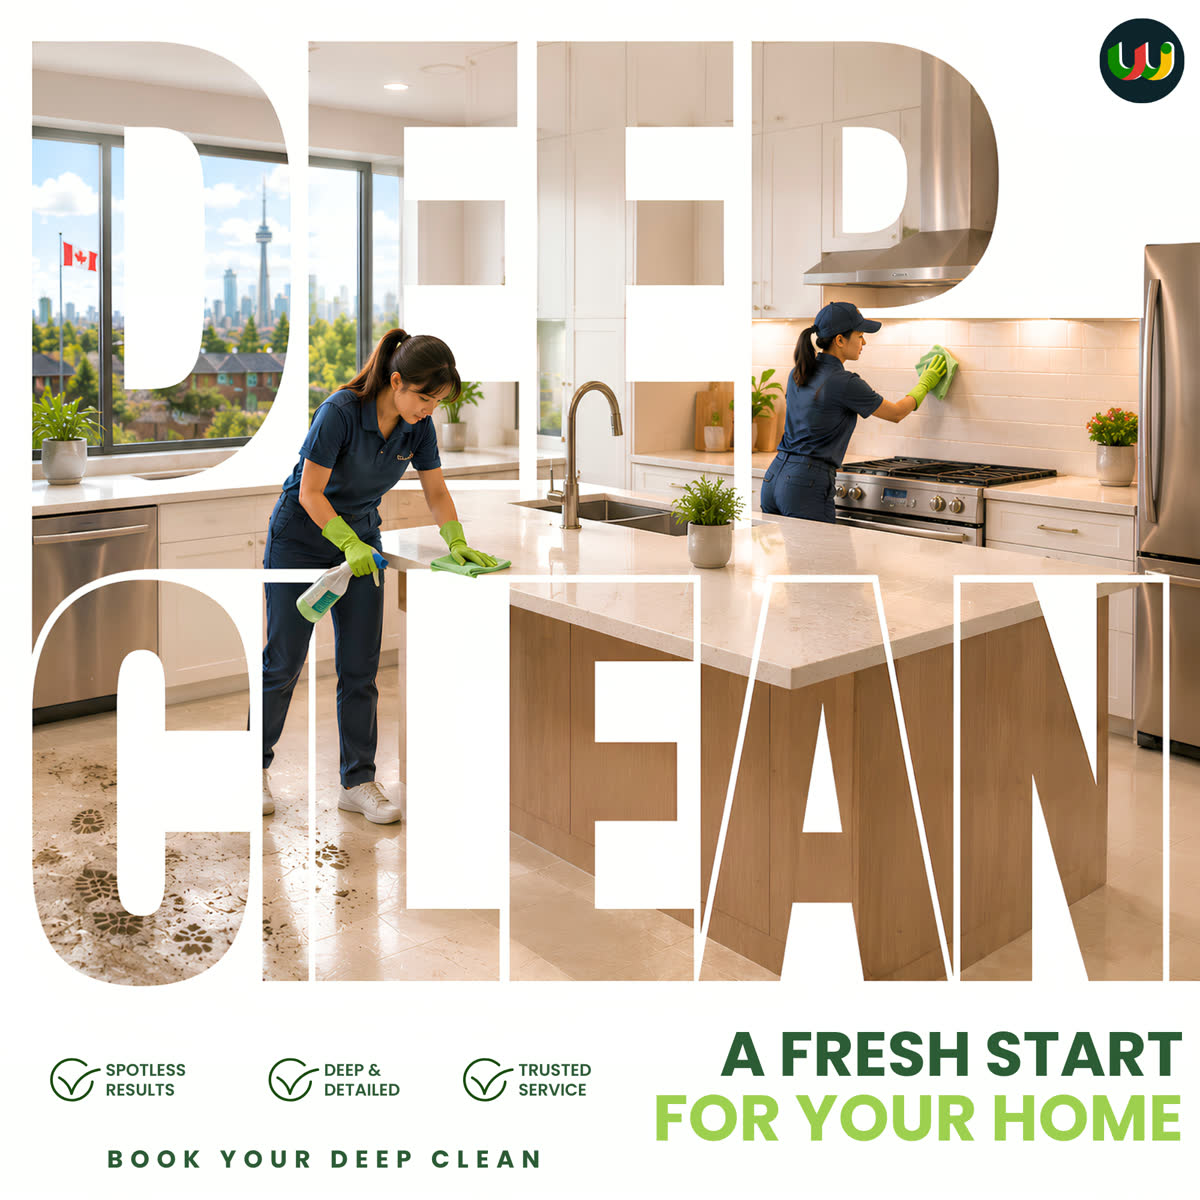 DEEP
CLEAN
SPOTLESS
RESULTS
DEEP &
DETAILED
TRUSTED
SERVICE
A FRESH START
FOR YOUR HOME
BOOK YOUR DEEP CLEAN